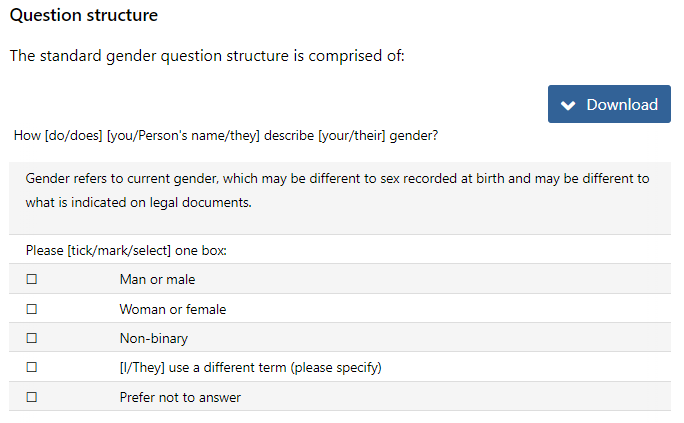 Question structure
The standard gender question structure is comprised of:
Download
How [do/does] [you/Person's name/they] describe [your/their] gender?
Gender refers to current gender, which may be different to sex recorded at birth and may be different to
what is indicated on legal documents.
Please [tick/mark/select] one box:
☐ Man or male
☐ Woman or female
☐ Non-binary
☐ [I/They] use a different term (please specify)
☐ Prefer not to answer